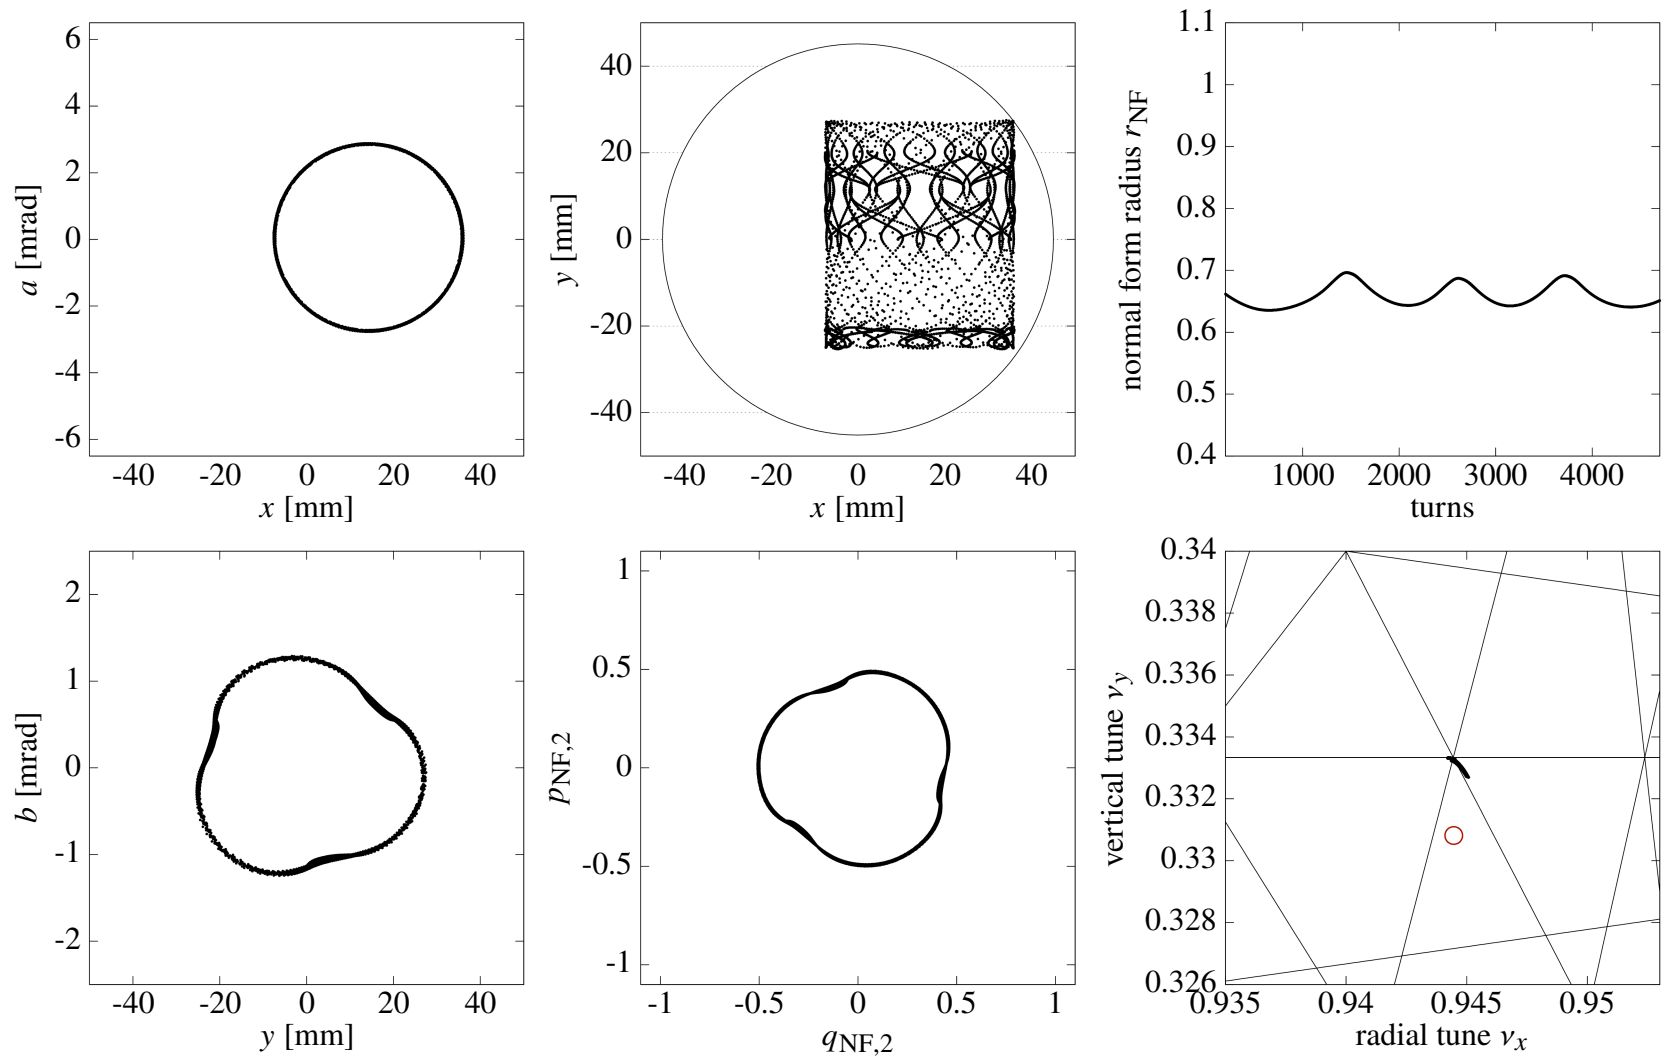 6
4
2
0
-2
-4
-6
a [mrad]
-40 -20 0 20 40
x [mm]
40
20
0
-20
-40
y [mm]
-40 -20 0 20 40
x [mm]
1.1
1
0.9
0.8
0.7
0.6
0.5
0.4
normal form radius rNF
1000 2000 3000 4000
turns
2
1
0
-1
-2
b [mrad]
-40 -20 0 20 40
y [mm]
1
0.5
0
-0.5
-1
pNF,2
-1 -0.5 0 0.5 1
qNF,2
0.34
0.338
0.336
0.334
0.332
0.33
0.328
0.326
vertical tune νy
0.935 0.94 0.945 0.95
radial tune νx